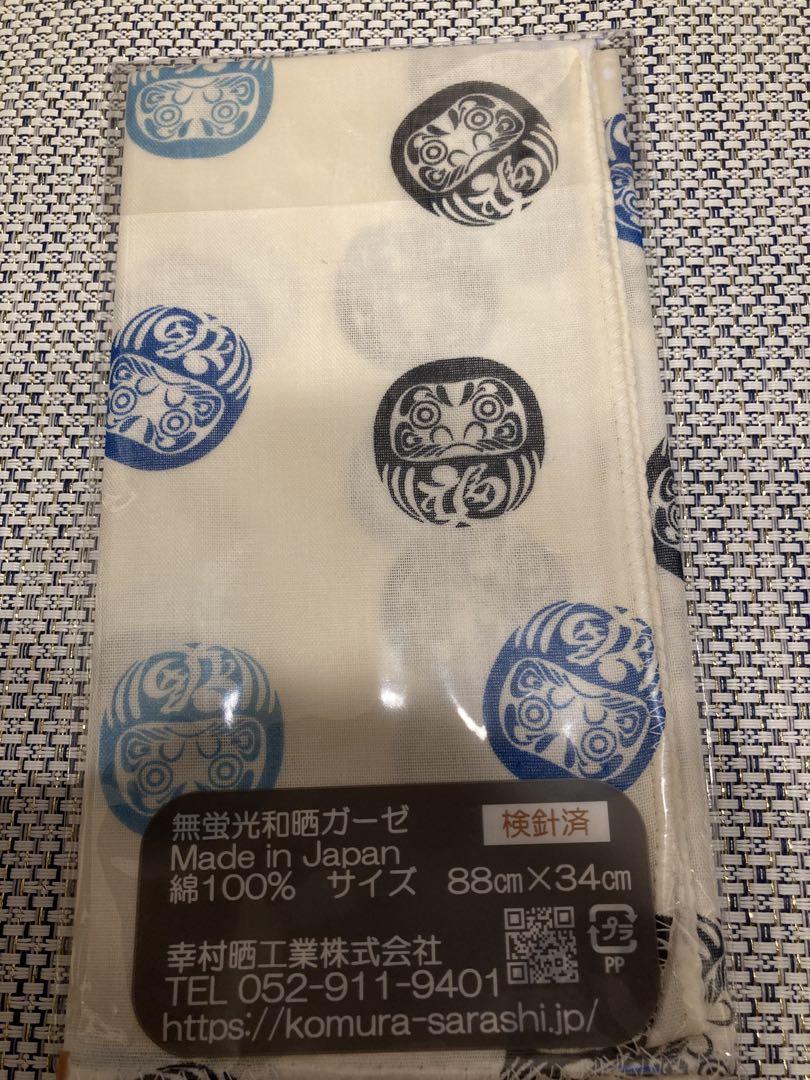 無蛍光和晒ガーゼ
検針済
Made in Japan
綿100% サイズ 88cm×34cm
幸村晒工業株式会社
TEL 052-911-9401
https://komura-sarashi.jp/
プラ
PP